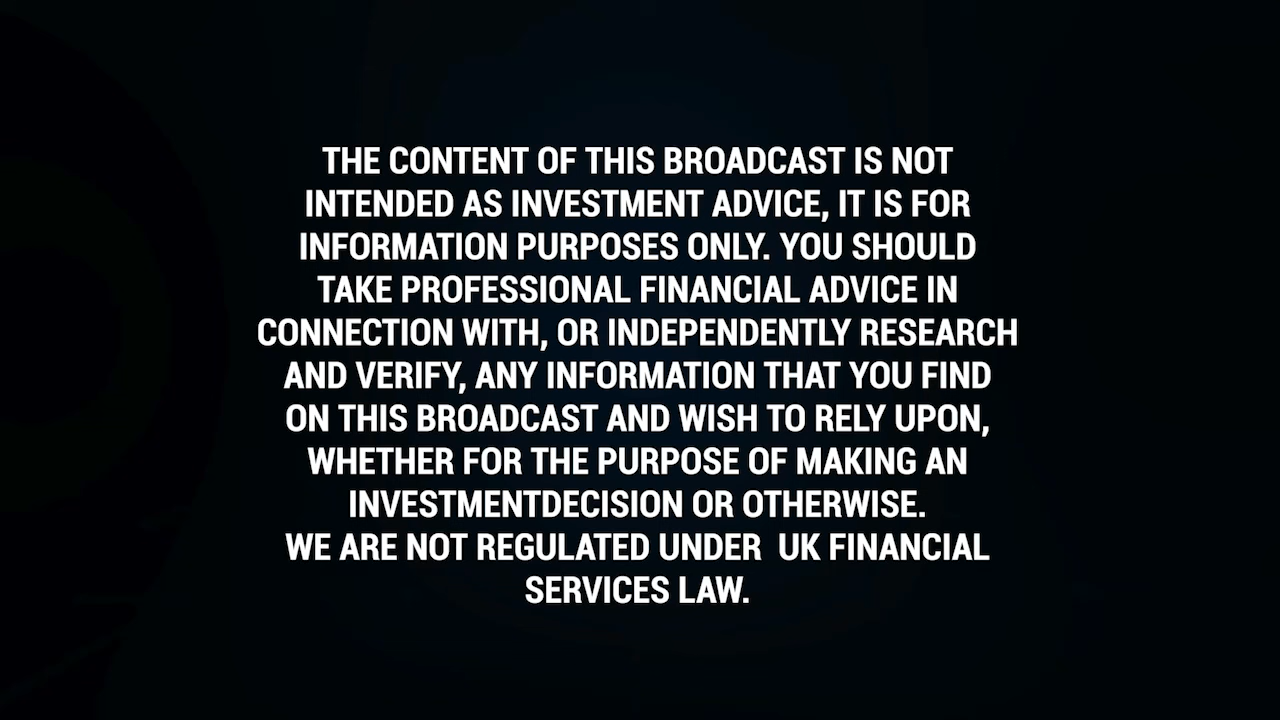 THE CONTENT OF THIS BROADCAST IS NOT
INTENDED AS INVESTMENT ADVICE, IT IS FOR
INFORMATION PURPOSES ONLY. YOU SHOULD
TAKE PROFESSIONAL FINANCIAL ADVICE IN
CONNECTION WITH, OR INDEPENDENTLY RESEARCH
AND VERIFY, ANY INFORMATION THAT YOU FIND
ON THIS BROADCAST AND WISH TO RELY UPON,
WHETHER FOR THE PURPOSE OF MAKING AN
INVESTMENTDECISION OR OTHERWISE.
WE ARE NOT REGULATED UNDER  UK FINANCIAL
SERVICES LAW.